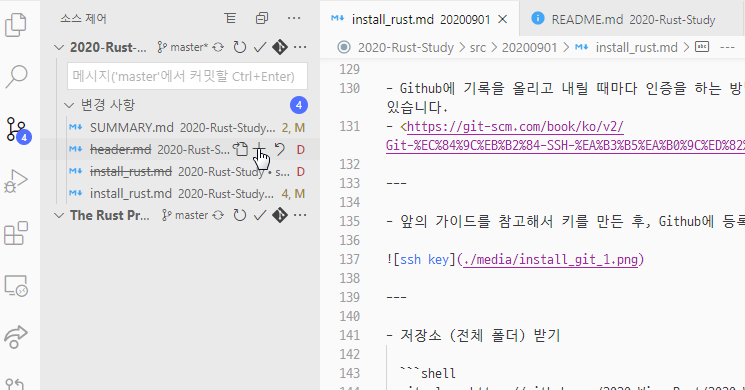 소스 제어
2020-Rust-... master*
메시지('master'에서 커밋할 Ctrl+Enter)
변경 사항 4
SUMMARY.md 2020-Rust-Study... 2, M
header.md 2020-Rust-S... D
install_rust.md 2020-Rust-Study • s... D
install_rust.md 2020-Rust-Study... 4, M
The Rust Pr... master
4
install_rust.md 20200901
README.md 2020-Rust-Study
2020-Rust-Study > src > 20200901 > install_rust.md >
129
130 - Github에 기록을 올리고 내릴 때마다 인증을 하는
있습니다.
131 - <https://git-scm.com/book/ko/v2/
Git-%EC%84%9C%EB%B2%84-SSH-%EA%B3%B5%EA%B0%9C%ED%82%
132
133 ---
134
135 - 앞의 가이드를 참고해서 키를 만든 후, Github에
136
137 ![ssh key](./media/install_git_1.png)
138
139 ---
140
141 - 저장소 (전체 폴더) 받기
142
143 ```shell
144